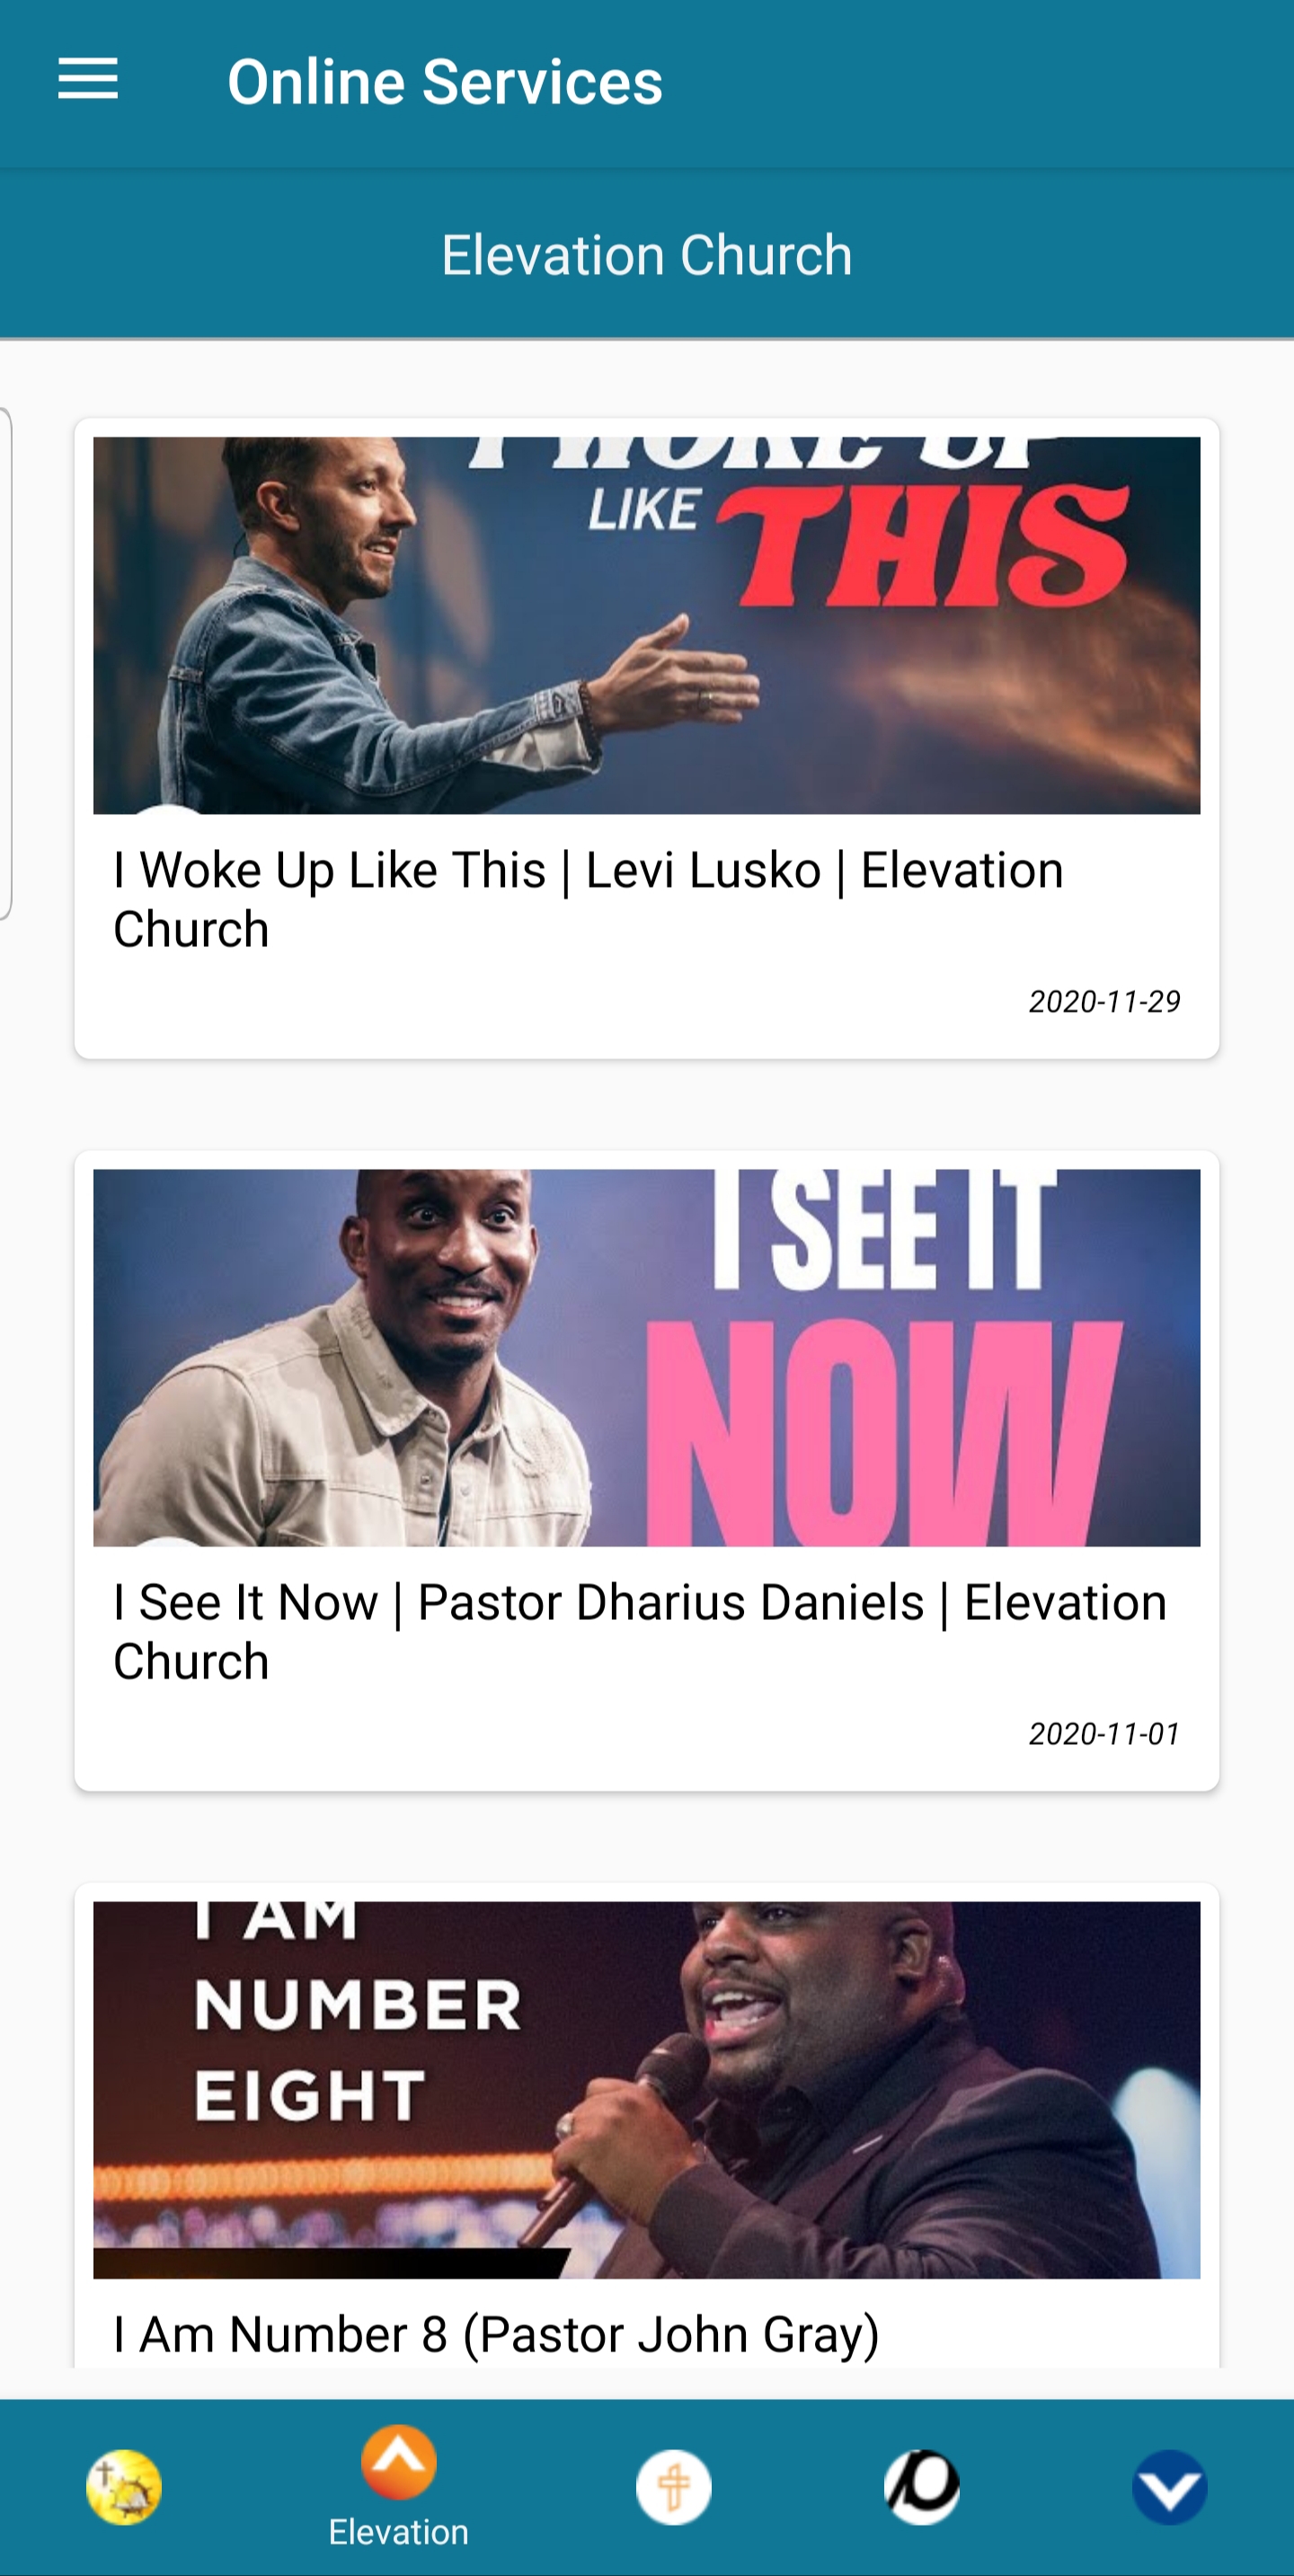 Online Services
Elevation Church
I WOKE UP
LIKE THIS
I Woke Up Like This | Levi Lusko | Elevation
Church
2020-11-29
I SEE IT
NOW
I See It Now | Pastor Dharius Daniels | Elevation
Church
2020-11-01
I AM
NUMBER
EIGHT
I Am Number 8 (Pastor John Gray)
Elevation